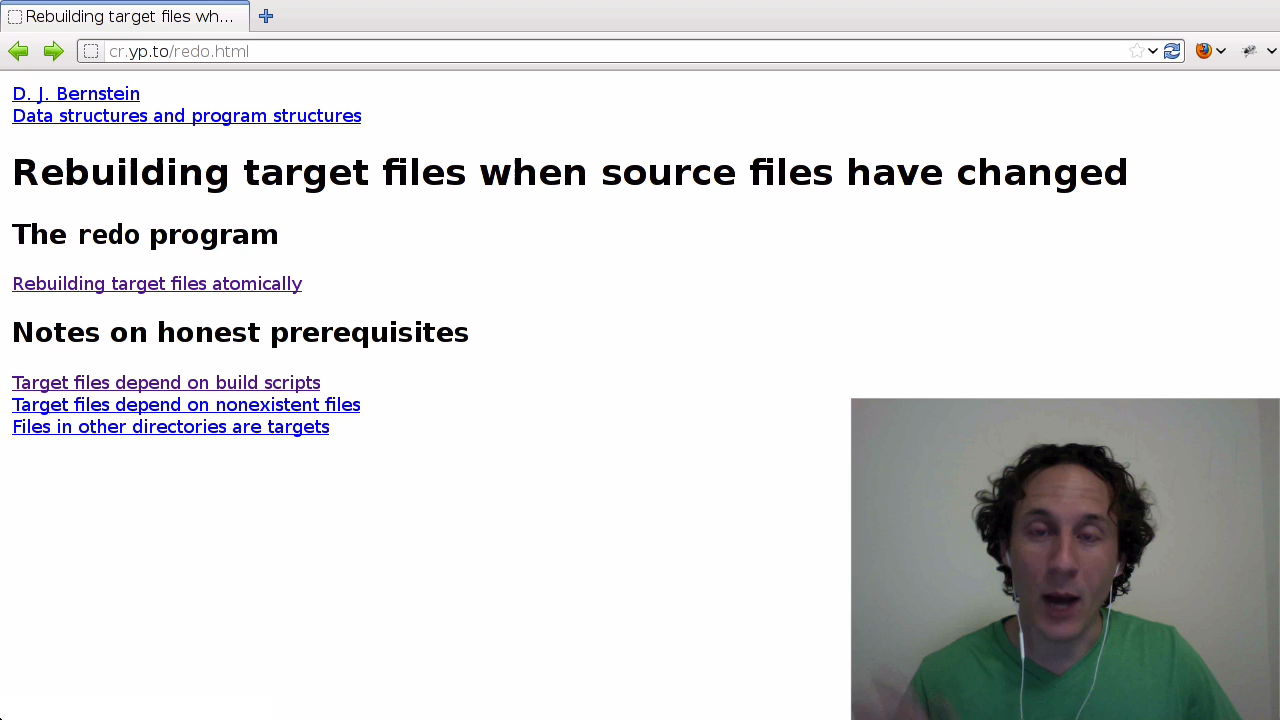 Rebuilding target files wh...
cr.yp.to/redo.html
D. J. Bernstein
Data structures and program structures
Rebuilding target files when source files have changed
The redo program
Rebuilding target files atomically
Notes on honest prerequisites
Target files depend on build scripts
Target files depend on nonexistent files
Files in other directories are targets